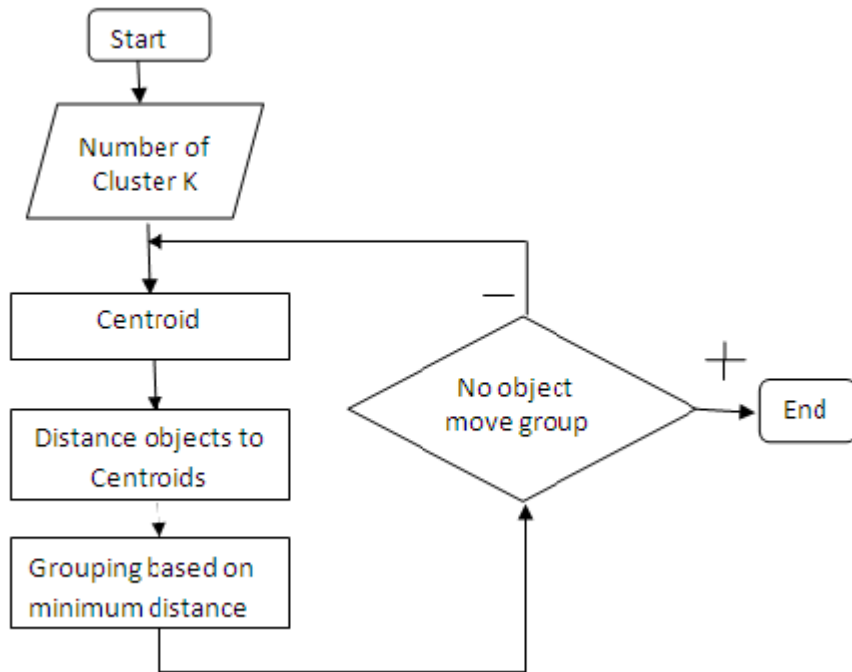 Start
Number of
Cluster K
Centroid
Distance objects to
Centroids
Grouping based on
minimum distance
No object
move group
—
+
End